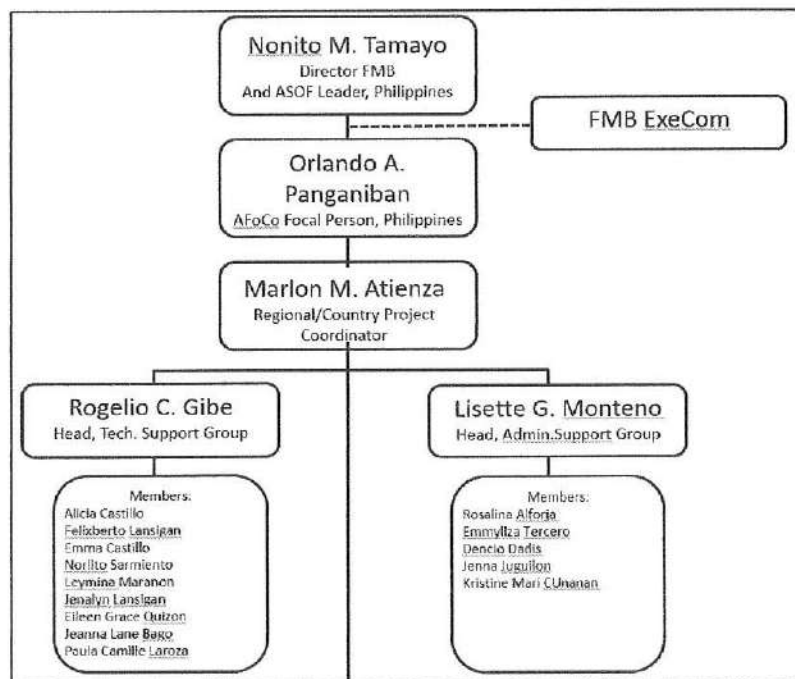 Nonito M. Tamayo
Director FMB
And ASOF Leader, Philippines
FMB ExeCom
Orlando A.
Panganiban
AFoCo Focal Person, Philippines
Marlon M. Atienza
Regional/Country Project
Coordinator
Rogelio C. Gibe
Head, Tech. Support Group
Lisette G. Monteno
Head, Admin.Support Group
Members:
Alicia Castillo
Felixberto Lansigan
Emma Castillo
Norlito Sarmiento
Leymina Maranon
Jenalyn Lansigan
Eileen Grace Quizon
Jeanna Lane Bago
Paula Camille Laroza
Members:
Rosalina Alforja
Emmyliza Tercero
Dencio Dadis
Jenna Juguilon
Kristine Mari CUnanan